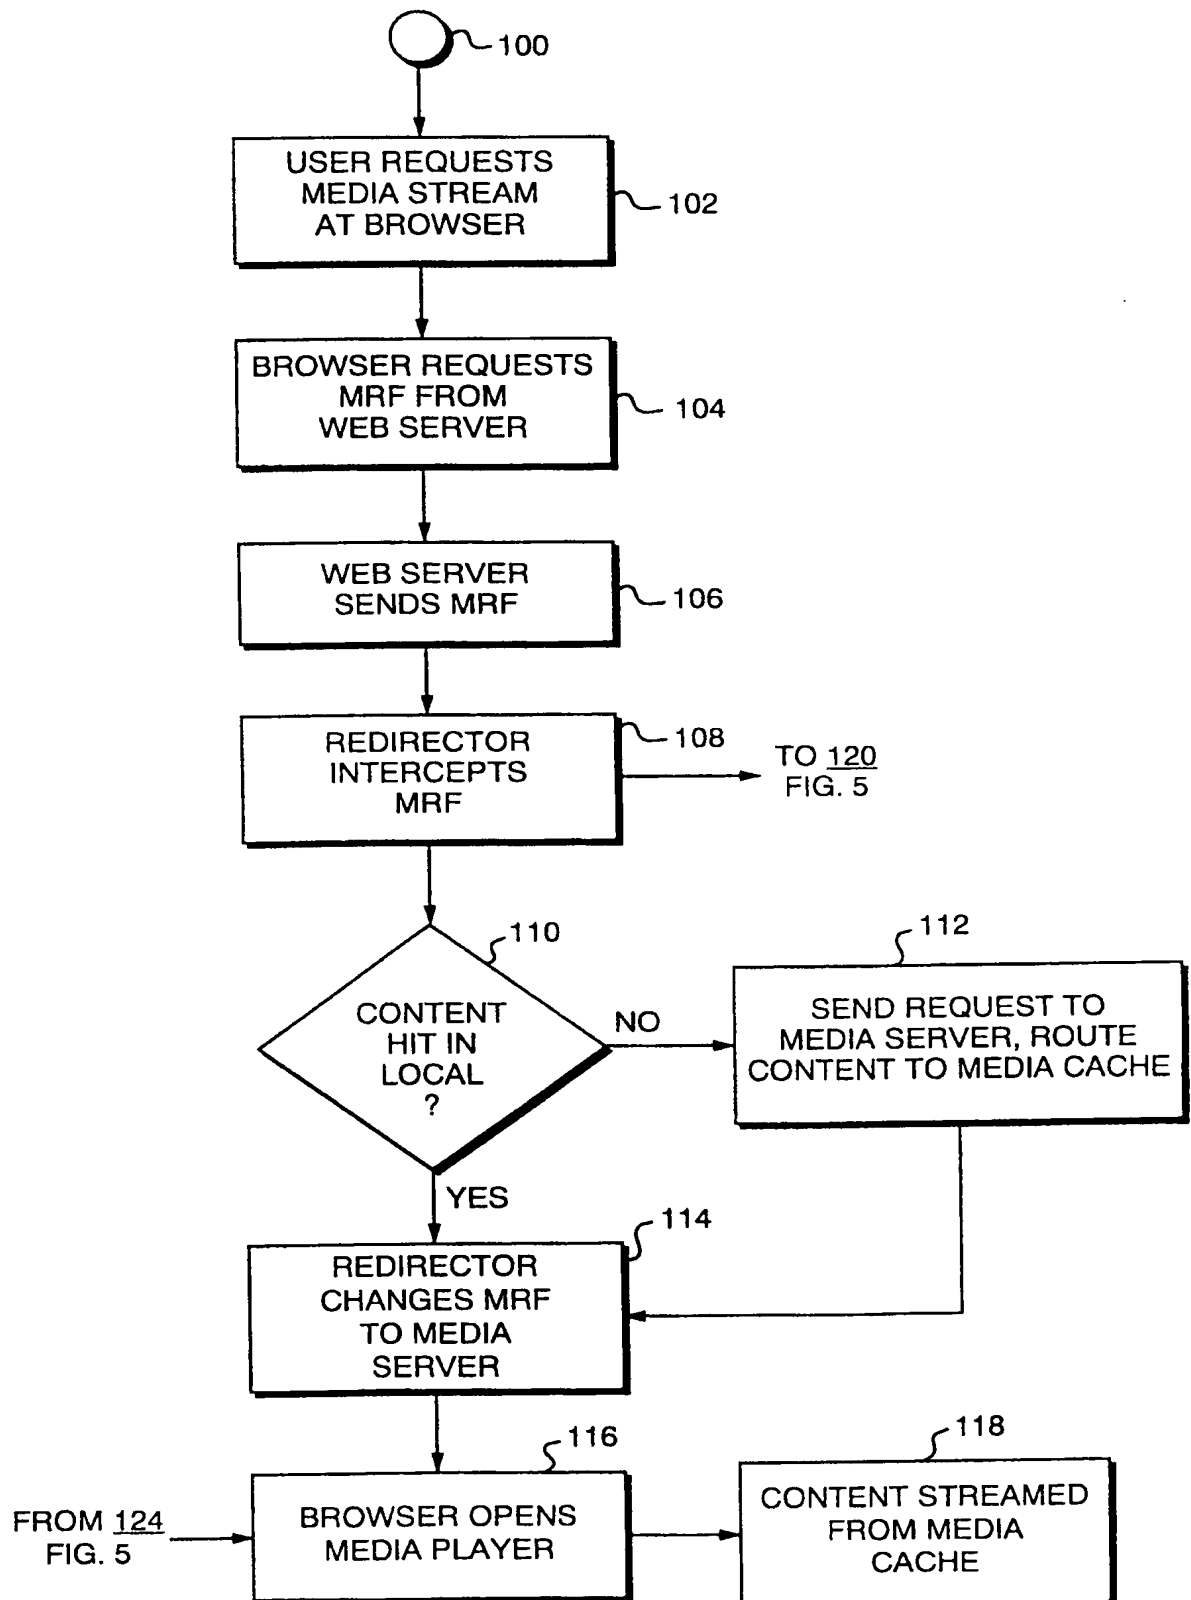 100
USER REQUESTS
MEDIA STREAM
AT BROWSER
102
BROWSER REQUESTS
MRF FROM
WEB SERVER
104
WEB SERVER
SENDS MRF
106
REDIRECTOR
INTERCEPTS
MRF
108
TO 120
FIG. 5
110
CONTENT
HIT IN
LOCAL
?
NO
112
SEND REQUEST TO
MEDIA SERVER, ROUTE
CONTENT TO MEDIA CACHE
YES
114
REDIRECTOR
CHANGES MRF
TO MEDIA
SERVER
116
FROM 124
FIG. 5
BROWSER OPENS
MEDIA PLAYER
118
CONTENT STREAMED
FROM MEDIA
CACHE